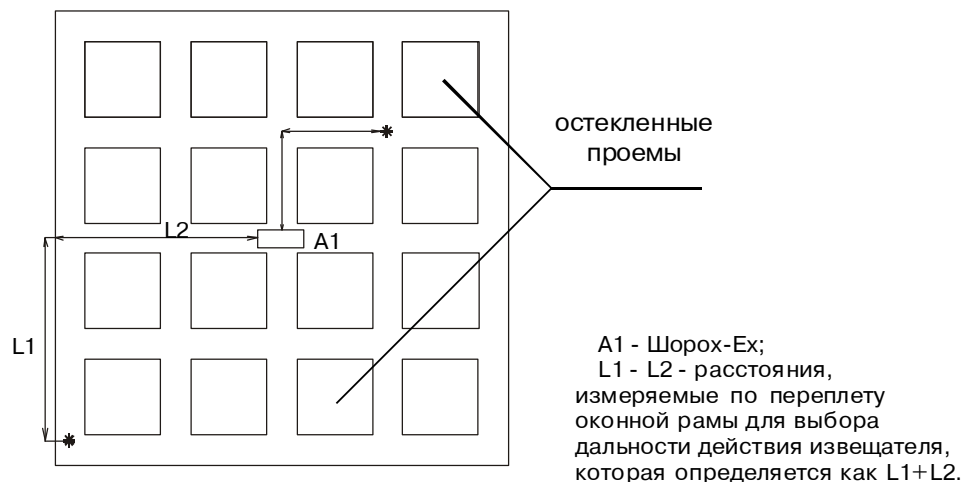 остекленные
проемы
L2
A1
L1
A1 - Шорох-Ex;
L1 - L2 - расстояния,
измеряемые по переплету
оконной рамы для выбора
дальности действия извещателя,
которая определяется как L1+L2.